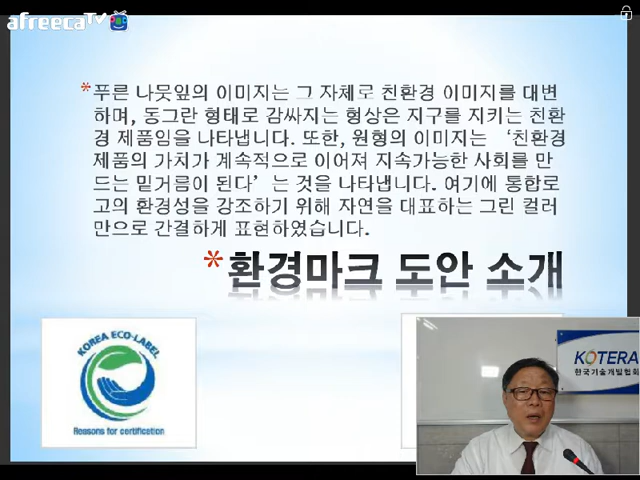 afreecaTV
*푸른 나뭇잎의 이미지는 그 자체로 친환경 이미지를 대변
하며, 동그란 형태로 감싸지는 형상은 지구를 지키는 친환
경 제품임을 나타냅니다. 또한, 원형의 이미지는 ‘친환경
제품의 가치가 계속적으로 이어져 지속가능한 사회를 만
드는 밑거름이 된다’는 것을 나타냅니다. 여기에 통합로
고의 환경성을 강조하기 위해 자연을 대표하는 그린 컬러
만으로 간결하게 표현하였습니다.
*환경마크 도안 소개
KOREA ECO-LABEL
Reasons for certification
KOTERA
한국기술개발협회